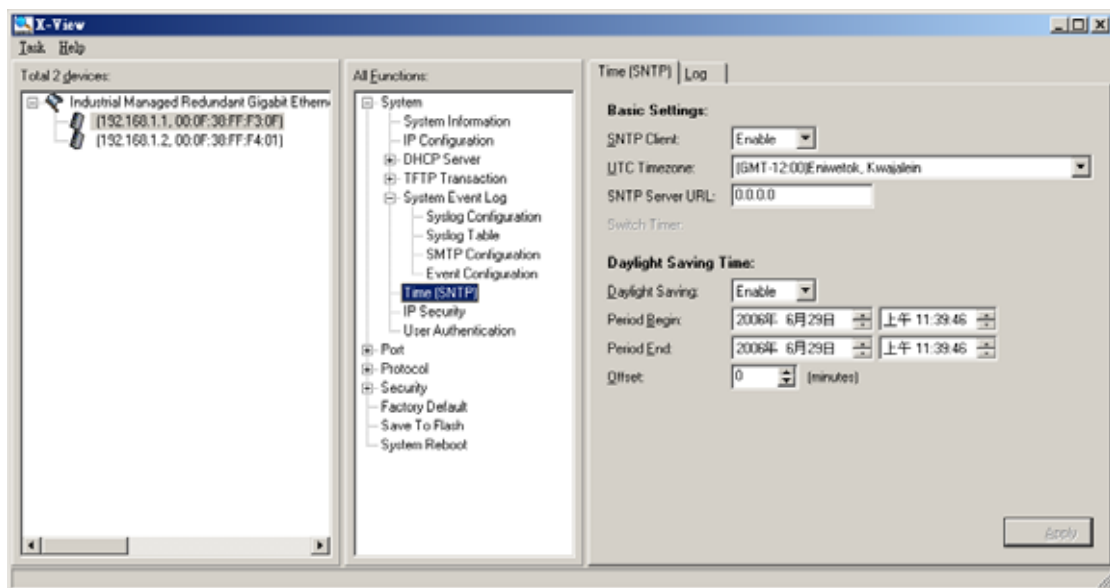 X-View
Task Help
Total 2 devices:
Industrial Managed Redundant Gigabit Ethern
(192.168.1.1, 00:0F:38:FF:F3:0F)
(192.168.1.2, 00:0F:38:FF:F4:01)
All Functions:
System
System Information
IP Configuration
DHCP Server
TFTP Transaction
System Event Log
Syslog Configuration
Syslog Table
SMTP Configuration
Event Configuration
Time (SNTP)
IP Security
User Authentication
Port
Protocol
Security
Factory Default
Save To Flash
System Reboot
Time (SNTP) Log
Basic Settings:
SNTP Client: Enable
UTC Timezone: (GMT-12:00)Eniwetok, Kwajalein
SNTP Server URL: 0.0.0.0
Switch Timer:
Daylight Saving Time:
Daylight Saving: Enable
Period Begin: 2006年 6月29日 上午 11:39:46
Period End: 2006年 6月29日 上午 11:39:46
Offset: 0 (minutes)
Apply